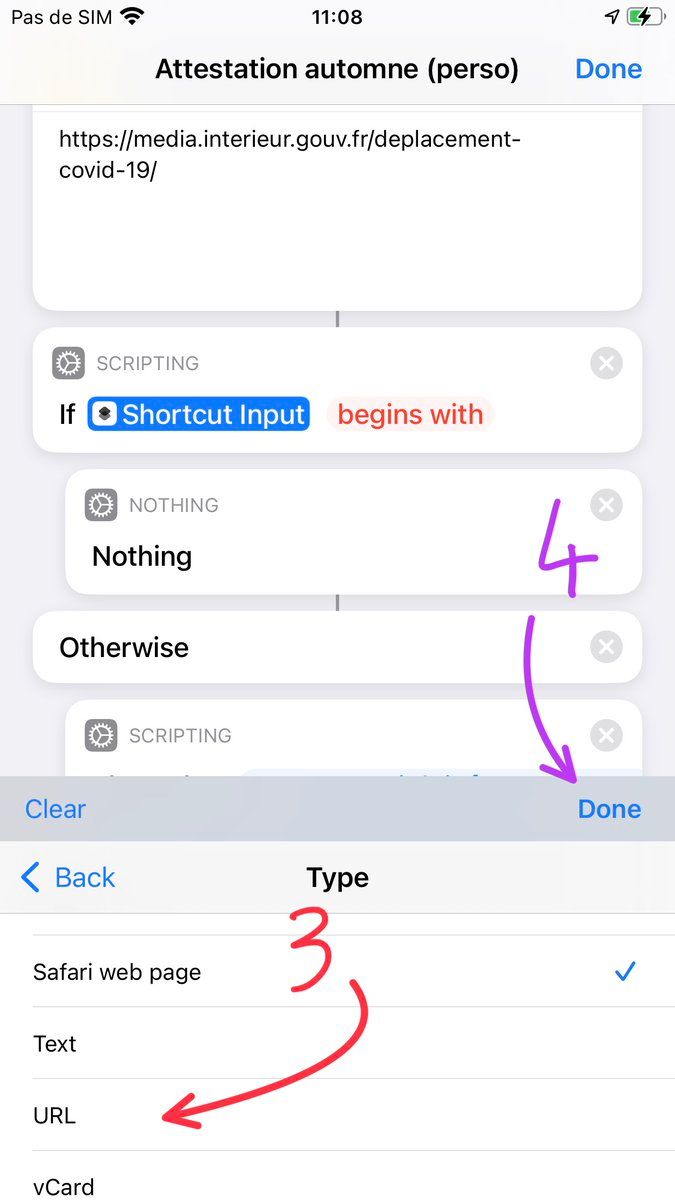 Pas de SIM
11:08
Attestation automne (perso)
Done
https://media.interieur.gouv.fr/deplacement-
covid-19/
SCRIPTING
If Shortcut Input begins with
NOTHING
Nothing
4
Otherwise
SCRIPTING
Clear
Done
Back
Type
3
Safari web page
Text
URL
vCard